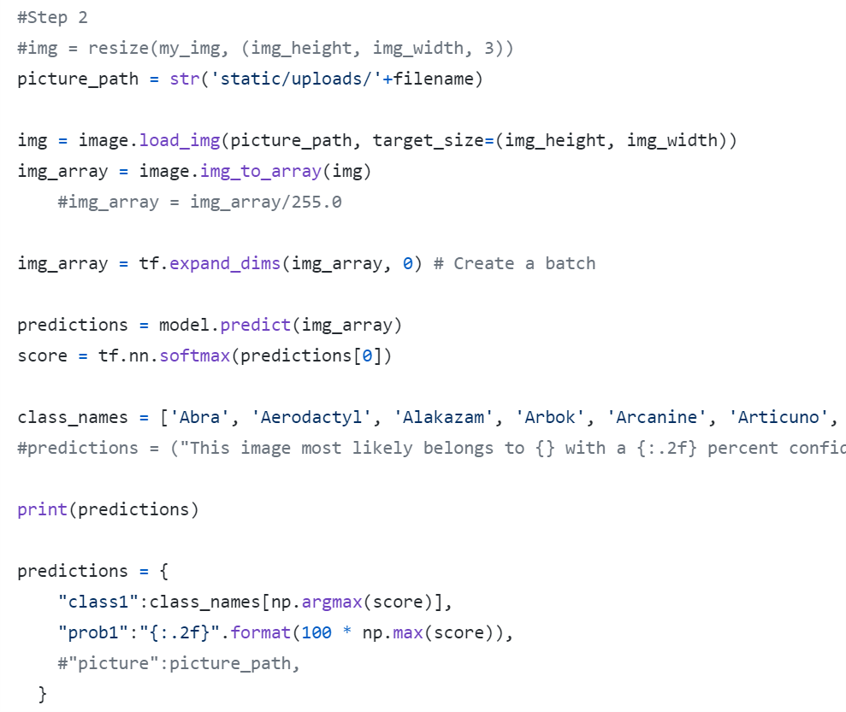 #Step 2
#img = resize(my_img, (img_height, img_width, 3))
picture_path = str('static/uploads/'+filename)
img = image.load_img(picture_path, target_size=(img_height, img_width))
img_array = image.img_to_array(img)
#img_array = img_array/255.0
img_array = tf.expand_dims(img_array, 0) # Create a batch
predictions = model.predict(img_array)
score = tf.nn.softmax(predictions[0])
class_names = ['Abra', 'Aerodactyl', 'Alakazam', 'Arbok', 'Arcanine', 'Articuno',
#predictions = ("This image most likely belongs to {} with a {:.2f} percent
print(predictions)
predictions = {
"class1":class_names[np.argmax(score)],
"prob1":"{:.2f}".format(100 * np.max(score)),
#"picture":picture_path,
}